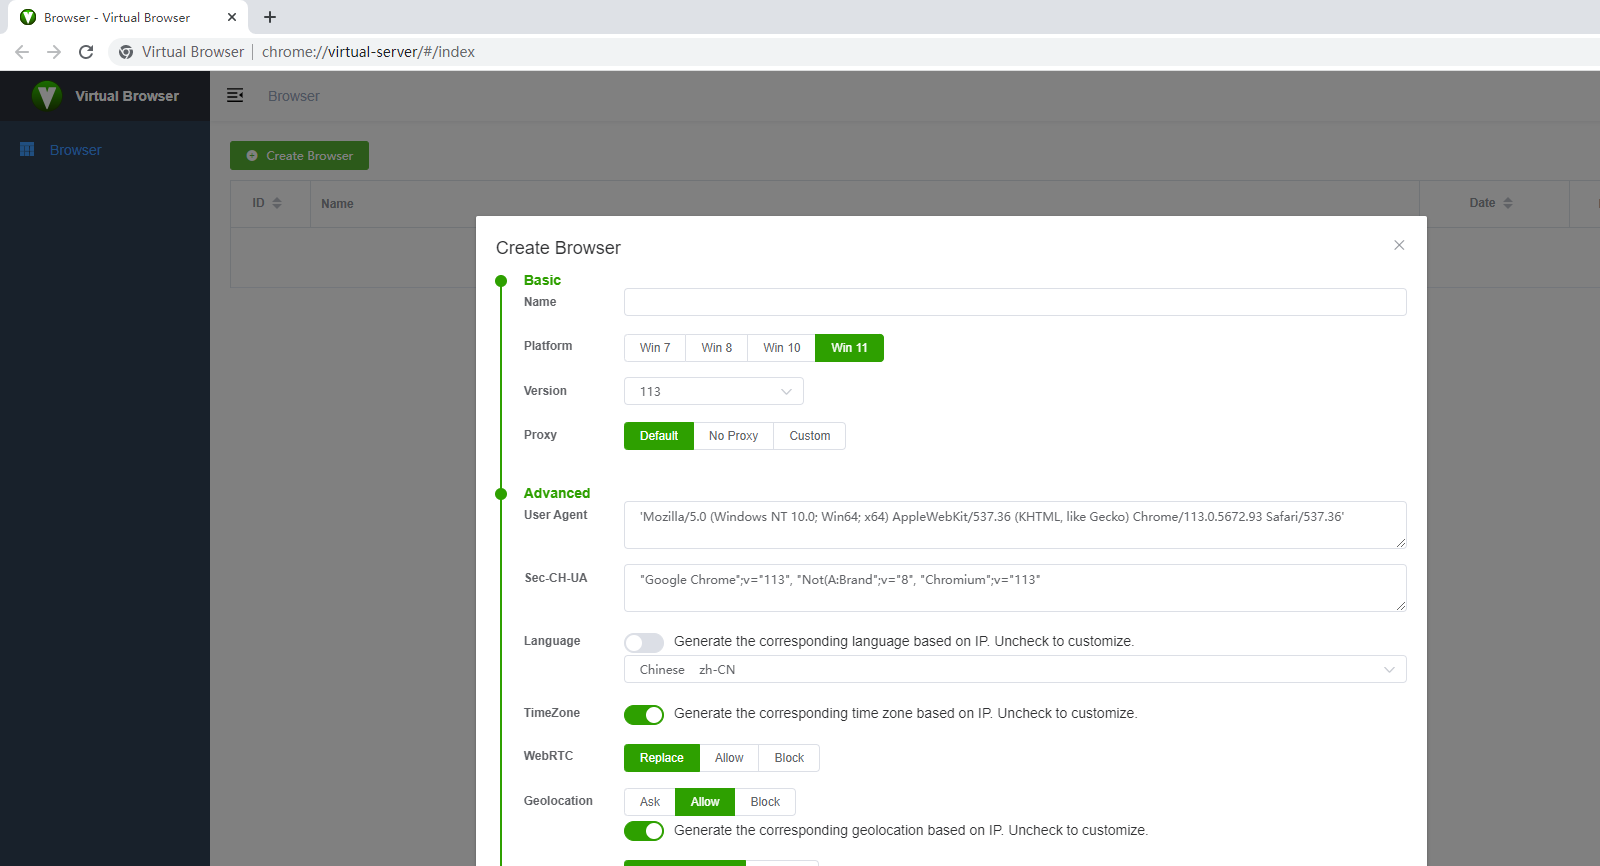 Browser - Virtual Browser
Virtual Browser | chrome://virtual-server/#/index
Virtual Browser
Browser
Browser
Create Browser
ID Name Date
Create Browser
Basic
Name
Platform Win 7 Win 8 Win 10 Win 11
Version 113
Proxy Default No Proxy Custom
Advanced
User Agent 'Mozilla/5.0 (Windows NT 10.0; Win64; x64) AppleWebKit/537.36 (KHTML, like Gecko) Chrome/113.0.5672.93 Safari/537.36'
Sec-CH-UA "Google Chrome";v="113", "Not(A:Brand";v="8", "Chromium";v="113"
Language Generate the corresponding language based on IP. Uncheck to customize.
Chinese zh-CN
TimeZone Generate the corresponding time zone based on IP. Uncheck to customize.
WebRTC Replace Allow Block
Geolocation Ask Allow Block
Generate the corresponding geolocation based on IP. Uncheck to customize.